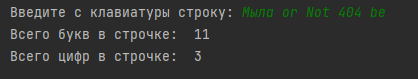 Введите с клавиатуры строку: Мыла or Not 404 be
Всего букв в строчке:  11
Всего цифр в строчке:  3